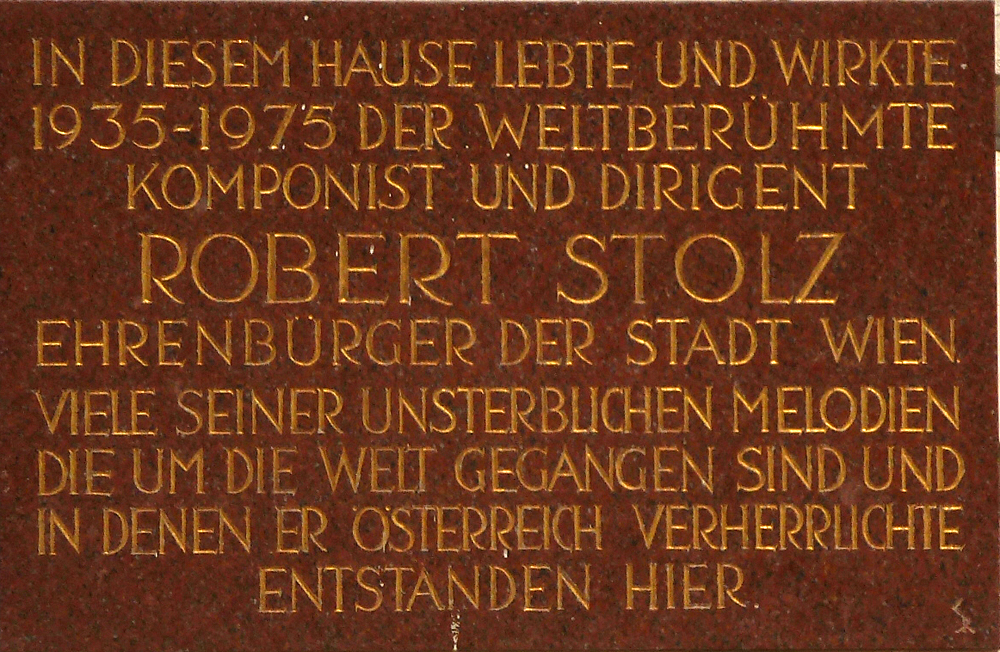 IN DIESEM HAUSE LEBTE UND WIRKTE
1935-1975 DER WELTBERÜHMTE
KOMPONIST UND DIRIGENT
ROBERT STOLZ
EHRENBÜRGER DER STADT WIEN.
VIELE SEINER UNSTERBLICHEN MELODIEN
DIE UM DIE WELT GEGANGEN SIND UND
IN DENEN ER ÖSTERREICH VERHERRLICHTE
ENTSTANDEN HIER.